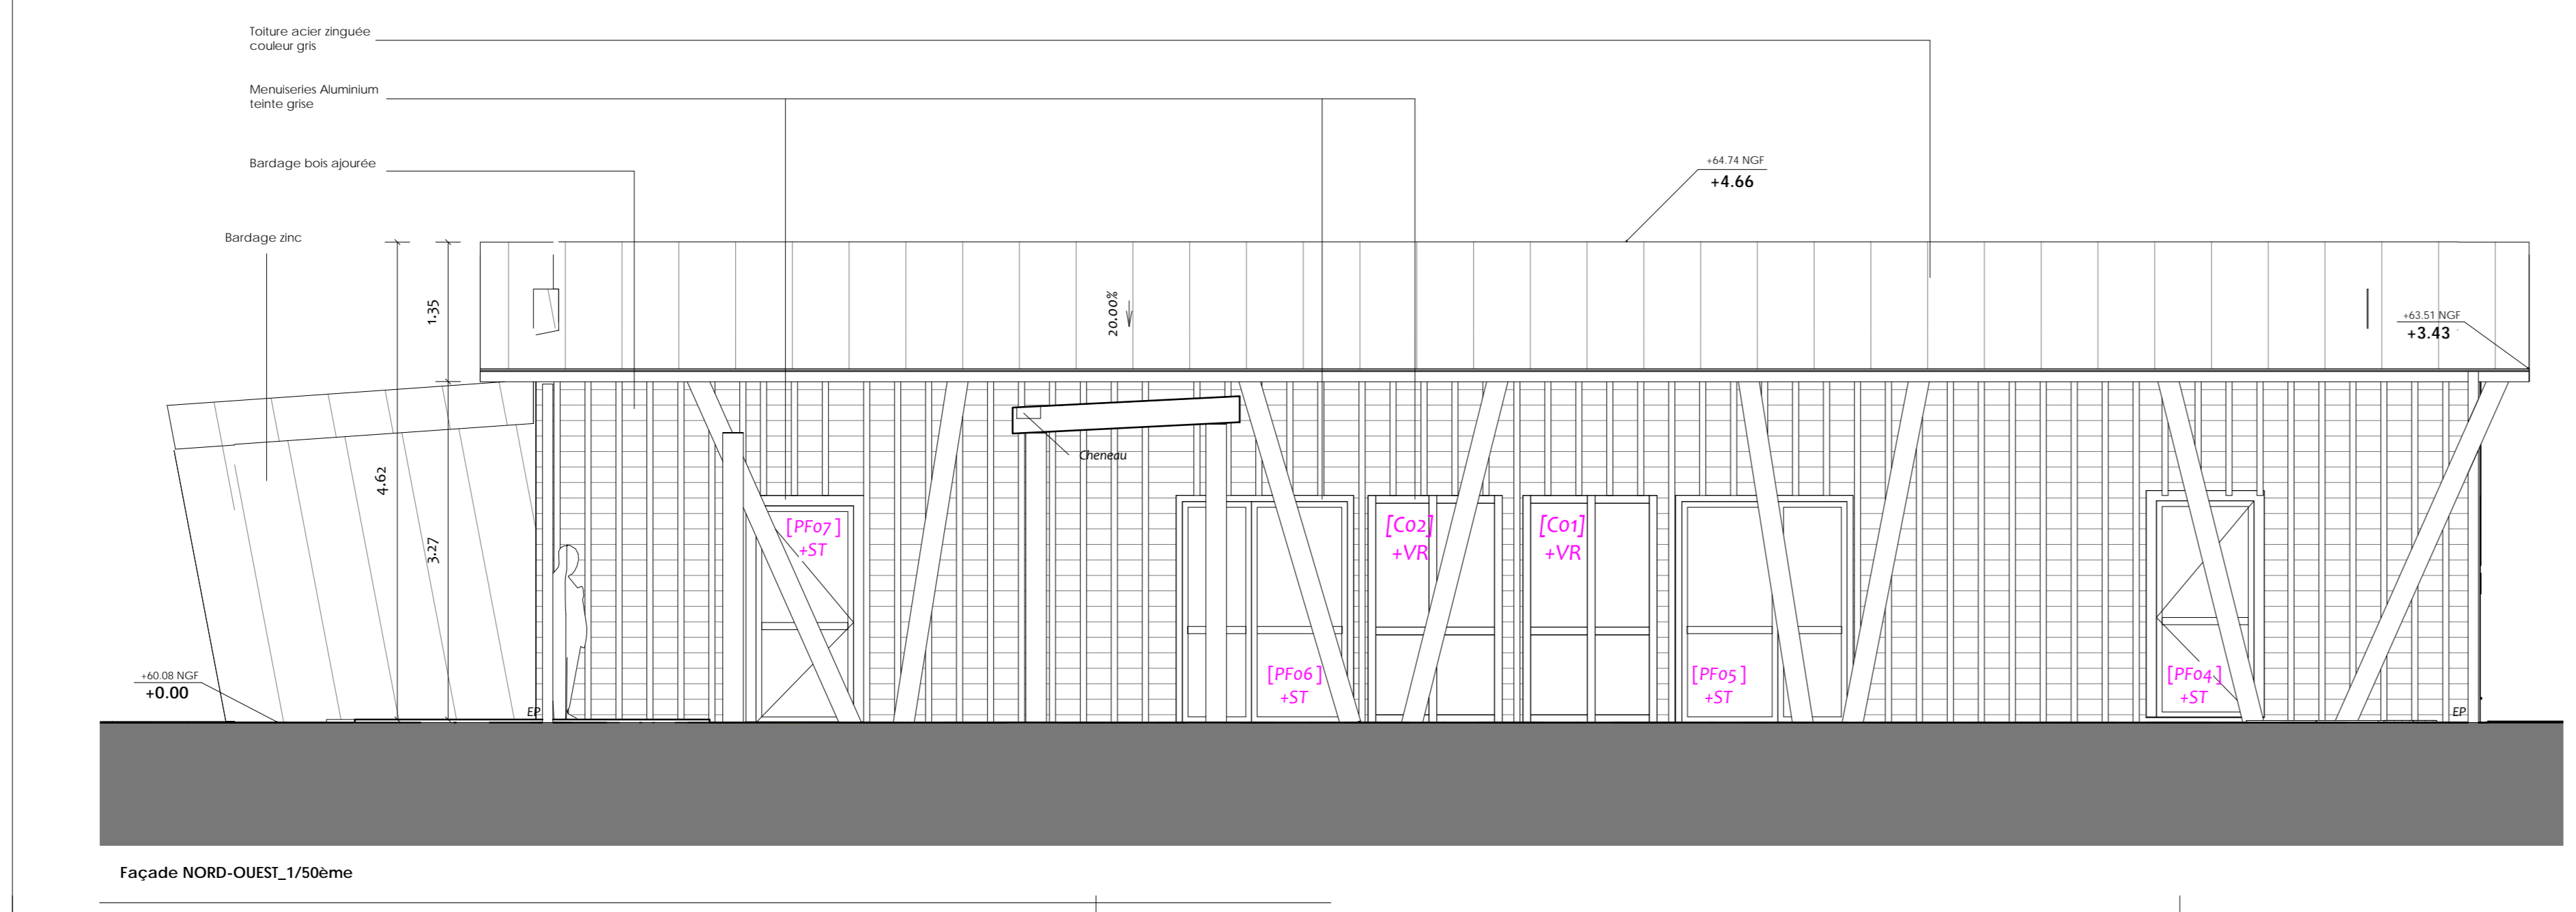 Toiture acier zinguée
couleur gris
Menuiseries Aluminium
teinte grise
Bardage bois ajourée
+64.74 NGF
+4.66
Bardage zinc
1.35
20.00%
+63.51 NGF
+3.43
Cheneau
4.62
3.27
[PF07]
+ST
[C02]
+VR
[C01]
+VR
+60.08 NGF
+0.00
[PF06]
+ST
[PF05]
+ST
[PF04]
+ST
EP
EP
Façade NORD-OUEST_1/50ème